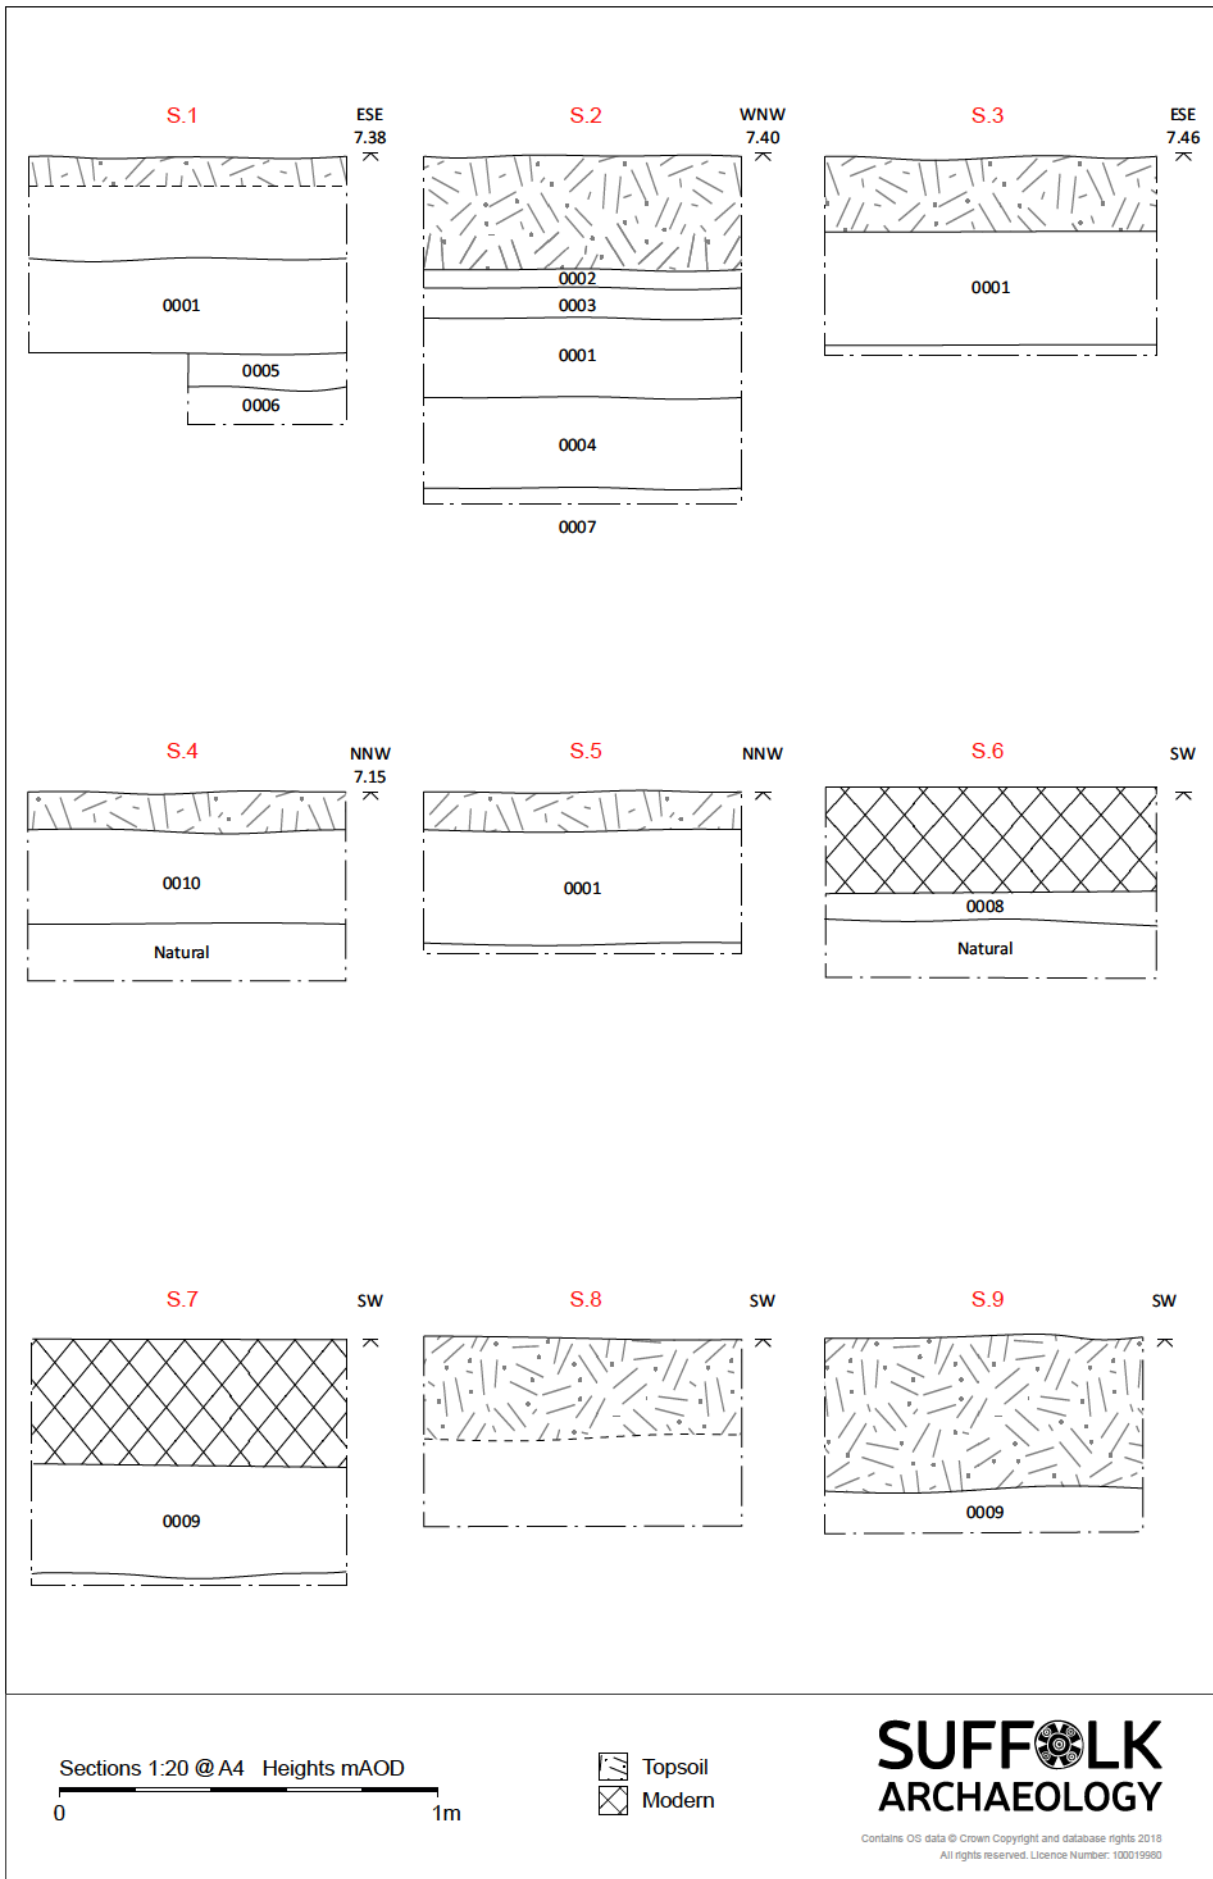 S.1
ESE
7.38
0001
0005
0006
S.2
WNW
7.40
0002
0003
0001
0004
0007
S.3
ESE
7.46
0001
S.4
NNW
7.15
0010
Natural
S.5
NNW
0001
S.6
SW
0008
Natural
S.7
SW
0009
S.8
SW
S.9
SW
0009
Sections 1:20 @ A4 Heights mAOD
0 1m
Topsoil
Modern
SUFFOLK
ARCHAEOLOGY
Contains OS data © Crown Copyright and database rights 2018
All rights reserved. Licence Number: 100019980